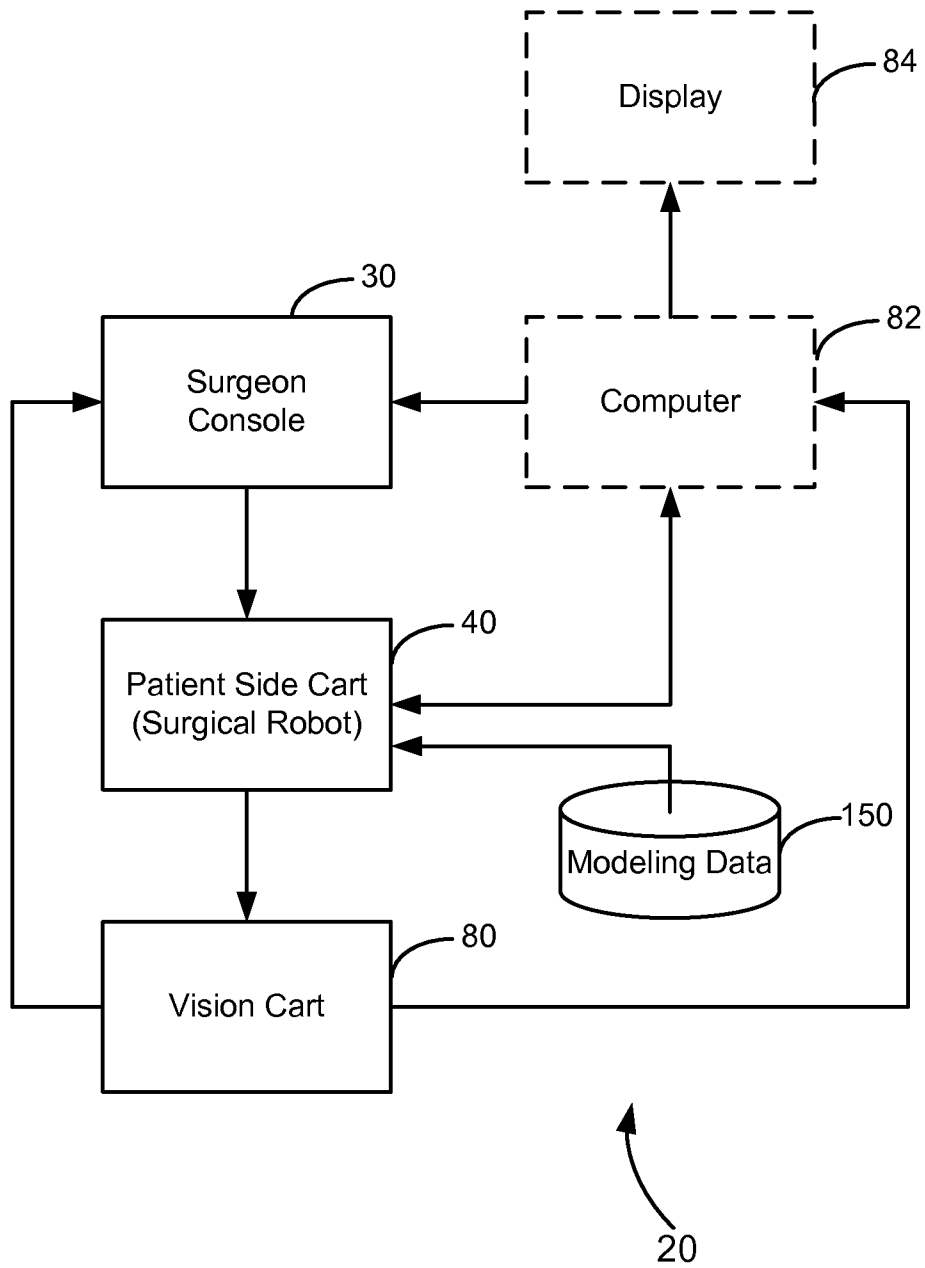 84
Display
30
82
Surgeon
Console
Computer
40
Patient Side Cart
(Surgical Robot)
150
Modeling Data
80
Vision Cart
20